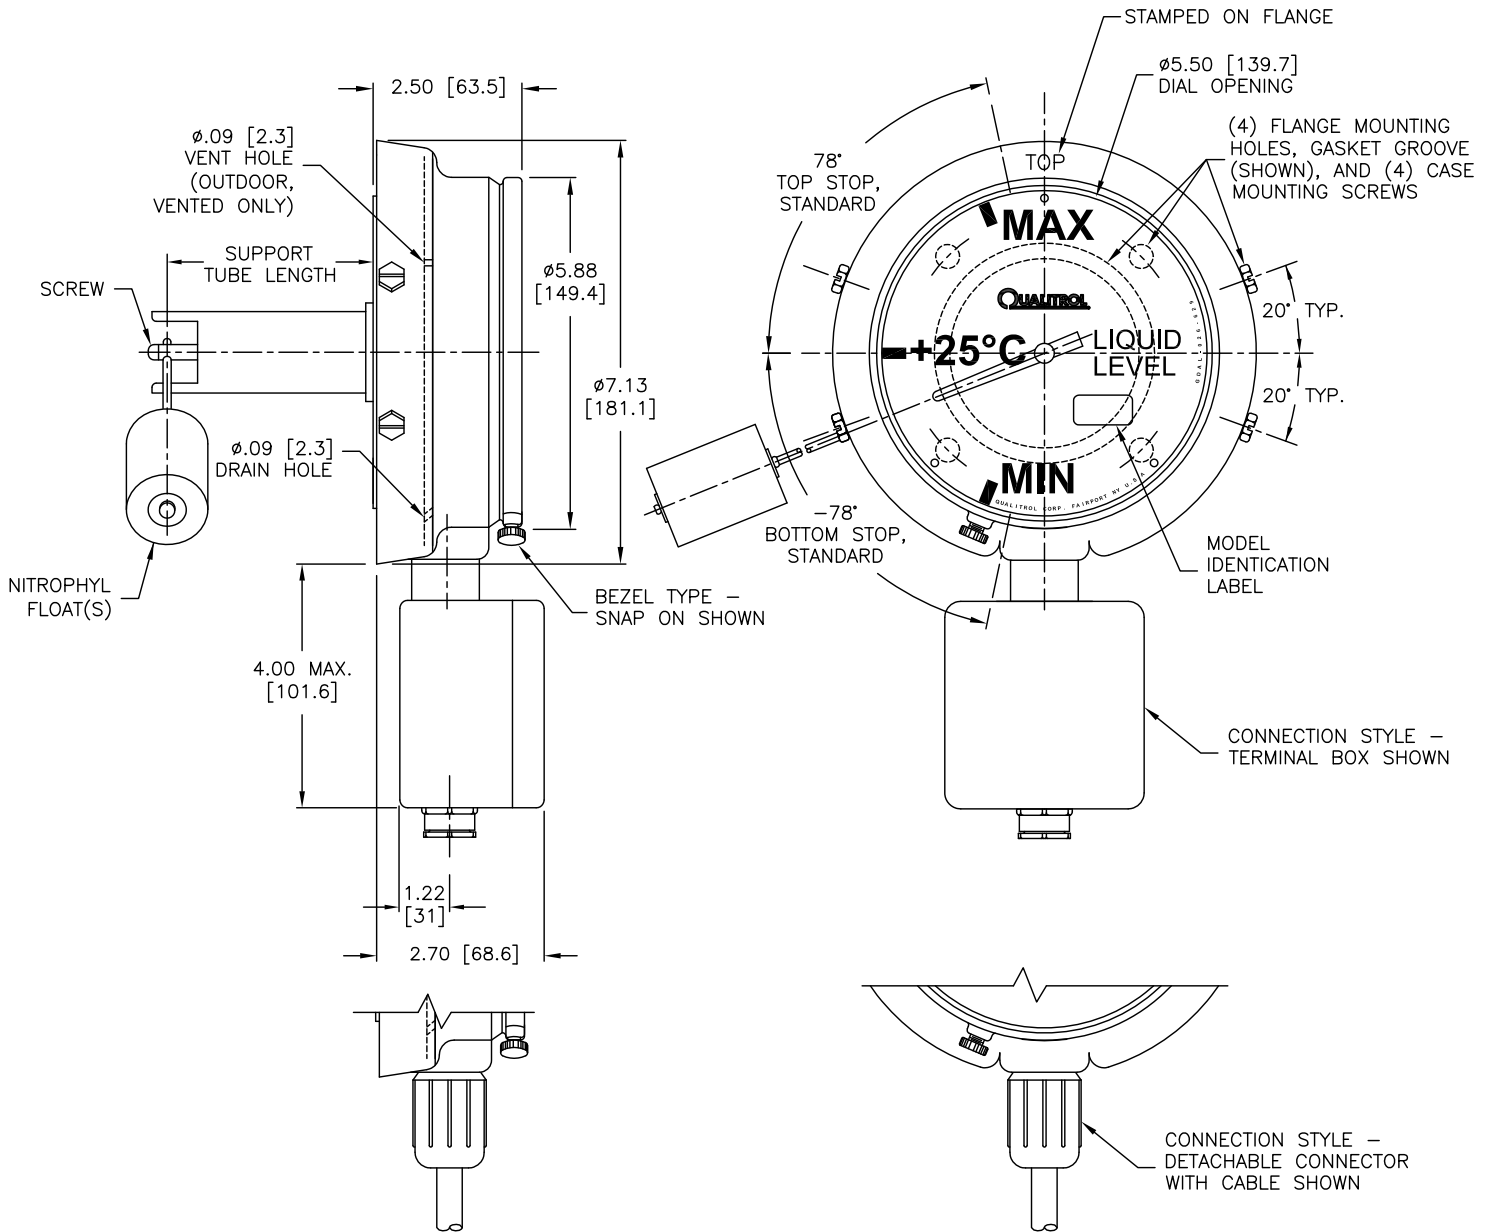 STAMPED ON FLANGE
2.50 [63.5]
ø5.50 [139.7]
DIAL OPENING
ø.09 [2.3]
VENT HOLE
(OUTDOOR,
VENTED ONLY)
(4) FLANGE MOUNTING
HOLES, GASKET GROOVE
(SHOWN), AND (4) CASE
MOUNTING SCREWS
78°
TOP STOP,
STANDARD
TOP
MAX
SUPPORT
TUBE LENGTH
SCREW
ø5.88
[149.4]
QUALITROL
20° TYP.
+25°C
LIQUID
LEVEL
ø7.13
[181.1]
20° TYP.
ø.09 [2.3]
DRAIN HOLE
MIN
QUALITROL CORP. FAIRPORT NY U.S.A.
-78°
BOTTOM STOP,
STANDARD
MODEL
IDENTICATION
LABEL
NITROPHYL
FLOAT(S)
BEZEL TYPE –
SNAP ON SHOWN
4.00 MAX.
[101.6]
CONNECTION STYLE –
TERMINAL BOX SHOWN
1.22
[31]
2.70 [68.6]
CONNECTION STYLE –
DETACHABLE CONNECTOR
WITH CABLE SHOWN